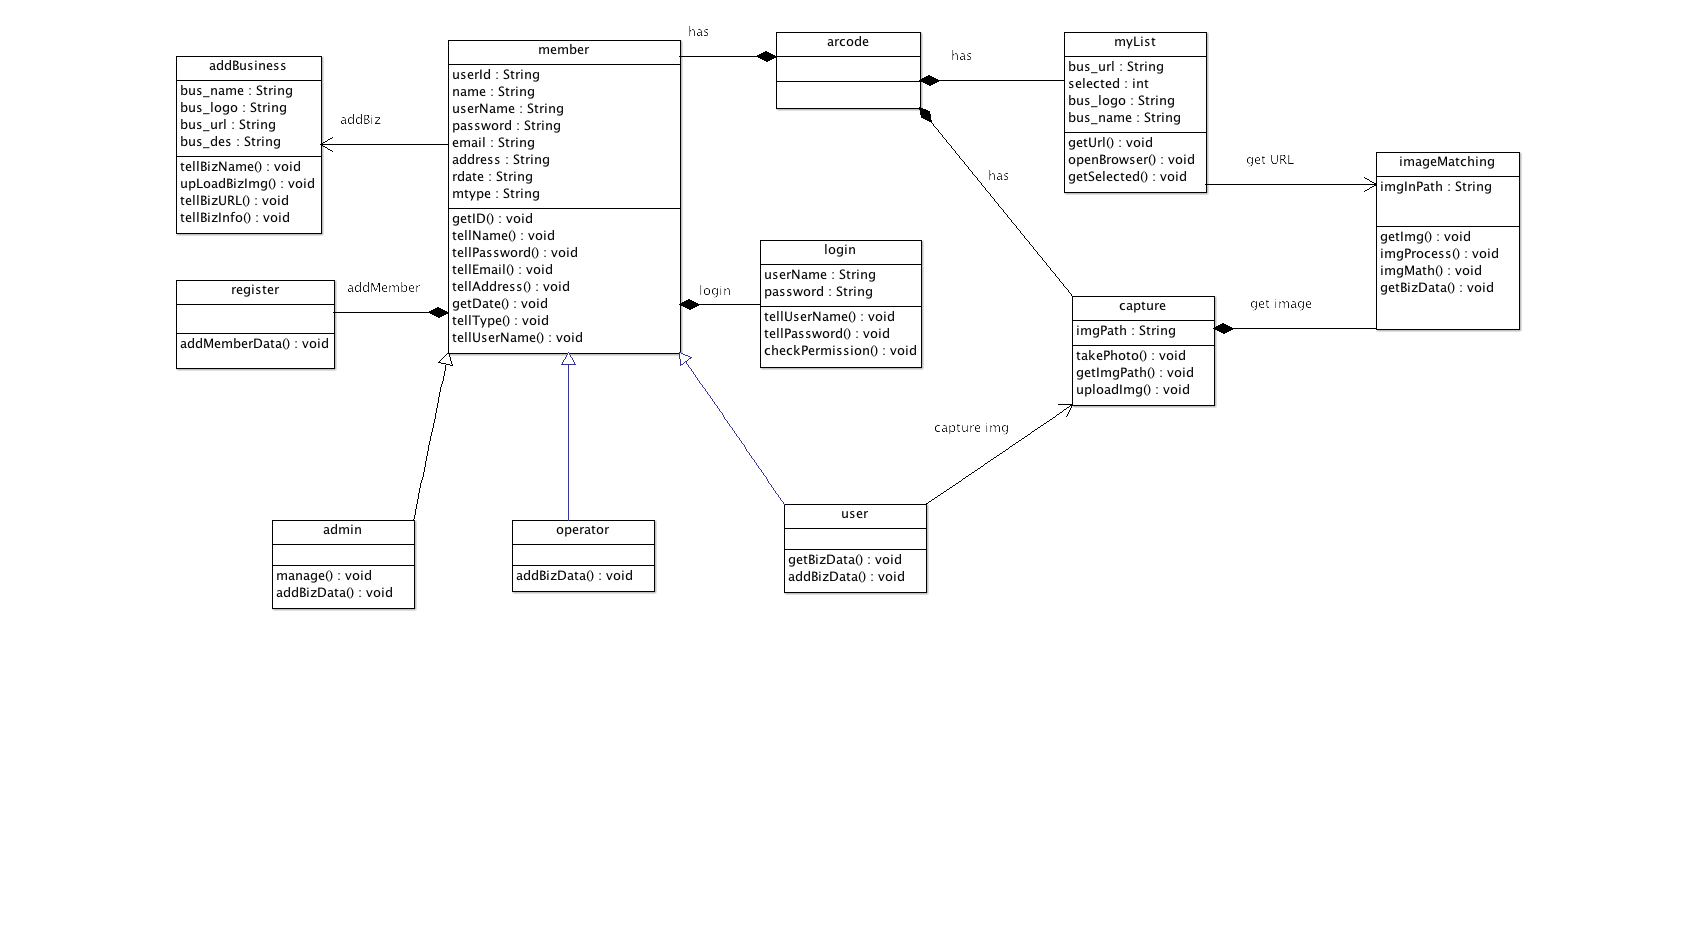 addBusiness
bus_name : String
bus_logo : String
bus_url : String
bus_des : String
tellBizName() : void
upLoadBizImg() : void
tellBizURL() : void
tellBizInfo() : void
addBiz
member
userId : String
name : String
userName : String
password : String
email : String
address : String
rdate : String
mtype : String
getID() : void
tellName() : void
tellPassword() : void
tellEmail() : void
tellAddress() : void
getDate() : void
tellType() : void
tellUserName() : void
has
arcode
has
has
myList
bus_url : String
selected : int
bus_logo : String
bus_name : String
getUrl() : void
openBrowser() : void
getSelected() : void
get URL
imageMatching
imgInPath : String
getImg() : void
imgProcess() : void
imgMath() : void
getBizData() : void
register
addMemberData() : void
addMember
login
login
userName : String
password : String
tellUserName() : void
tellPassword() : void
checkPermission() : void
capture
imgPath : String
takePhoto() : void
getImgPath() : void
uploadImg() : void
get image
capture img
admin
manage() : void
addBizData() : void
operator
addBizData() : void
user
getBizData() : void
addBizData() : void